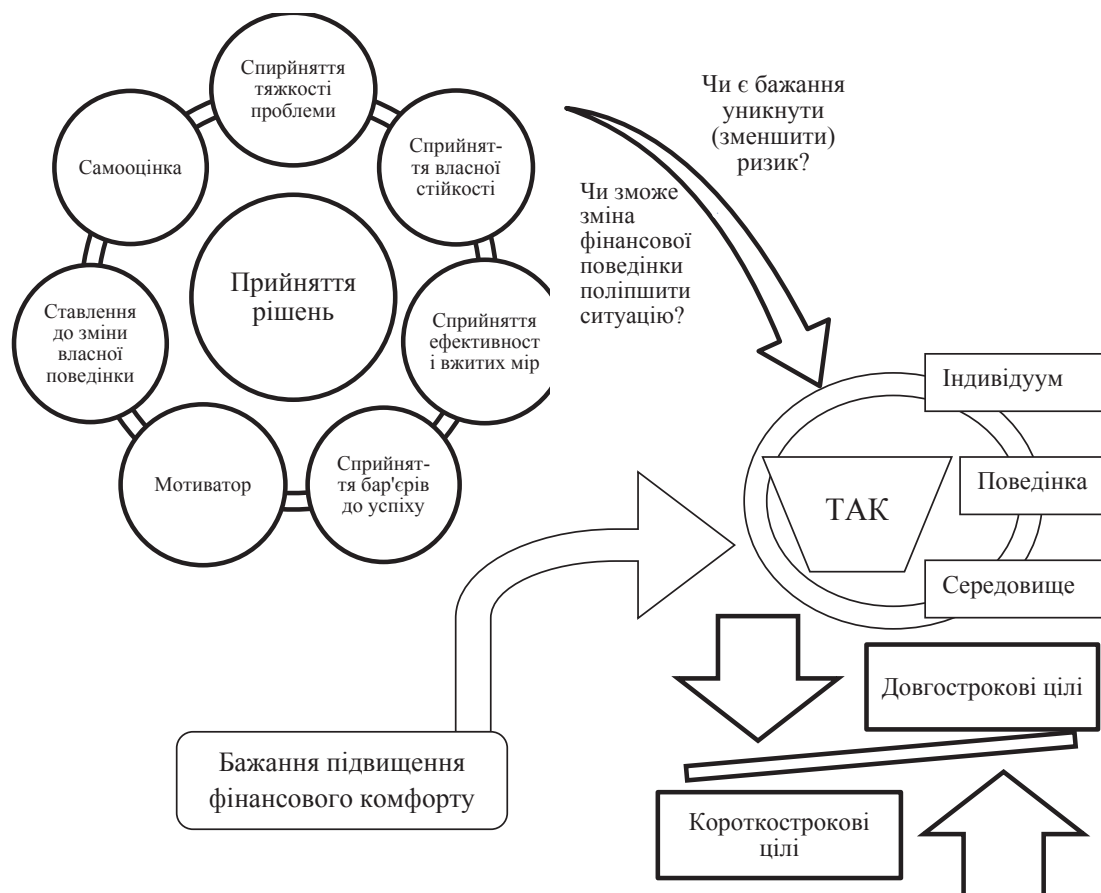 Спирйняття
тяжкості
проблеми
Сприйнят-
тя власної
стійкості
Сприйняття
ефективност
і вжитих мір
Сприйнят-
тя бар'єрів
до успіху
Мотиватор
Ставлення
до зміни
власної
поведінки
Самооцінка
Прийняття
рішень
Чи є бажання
уникнути
(зменшити)
ризик?
Чи зможе
зміна
фінансової
поведінки
поліпшити
ситуацію?
Індивідуум
Поведінка
Середовище
ТАК
Бажання підвищення
фінансового комфорту
Довгострокові цілі
Короткострокові
цілі